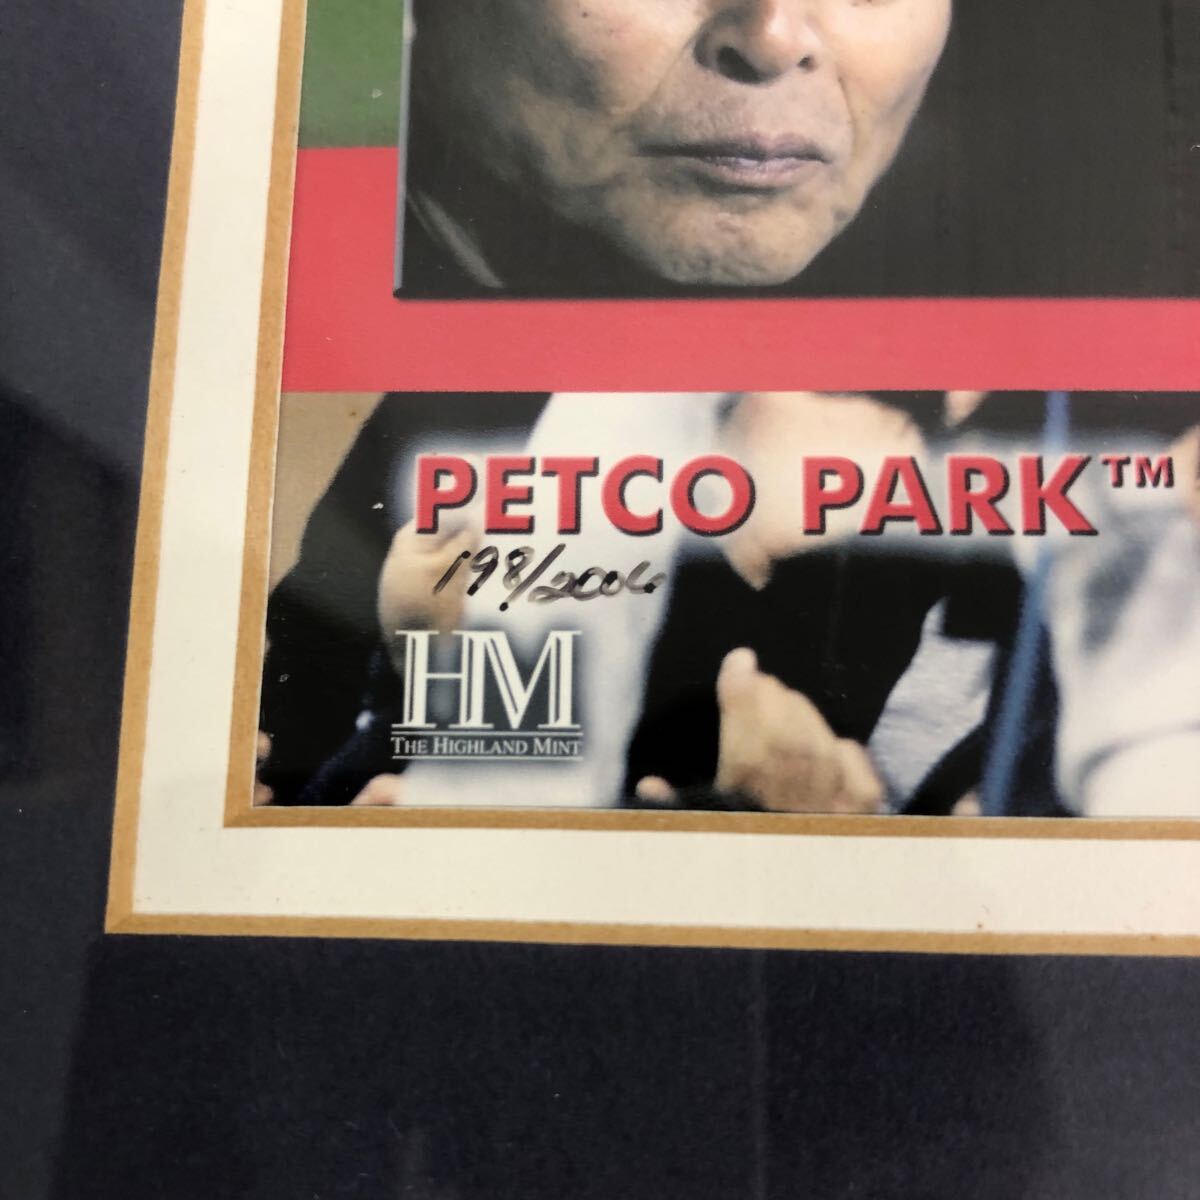 PETCO PARK™
198/2006
HM
THE HIGHLAND MINT